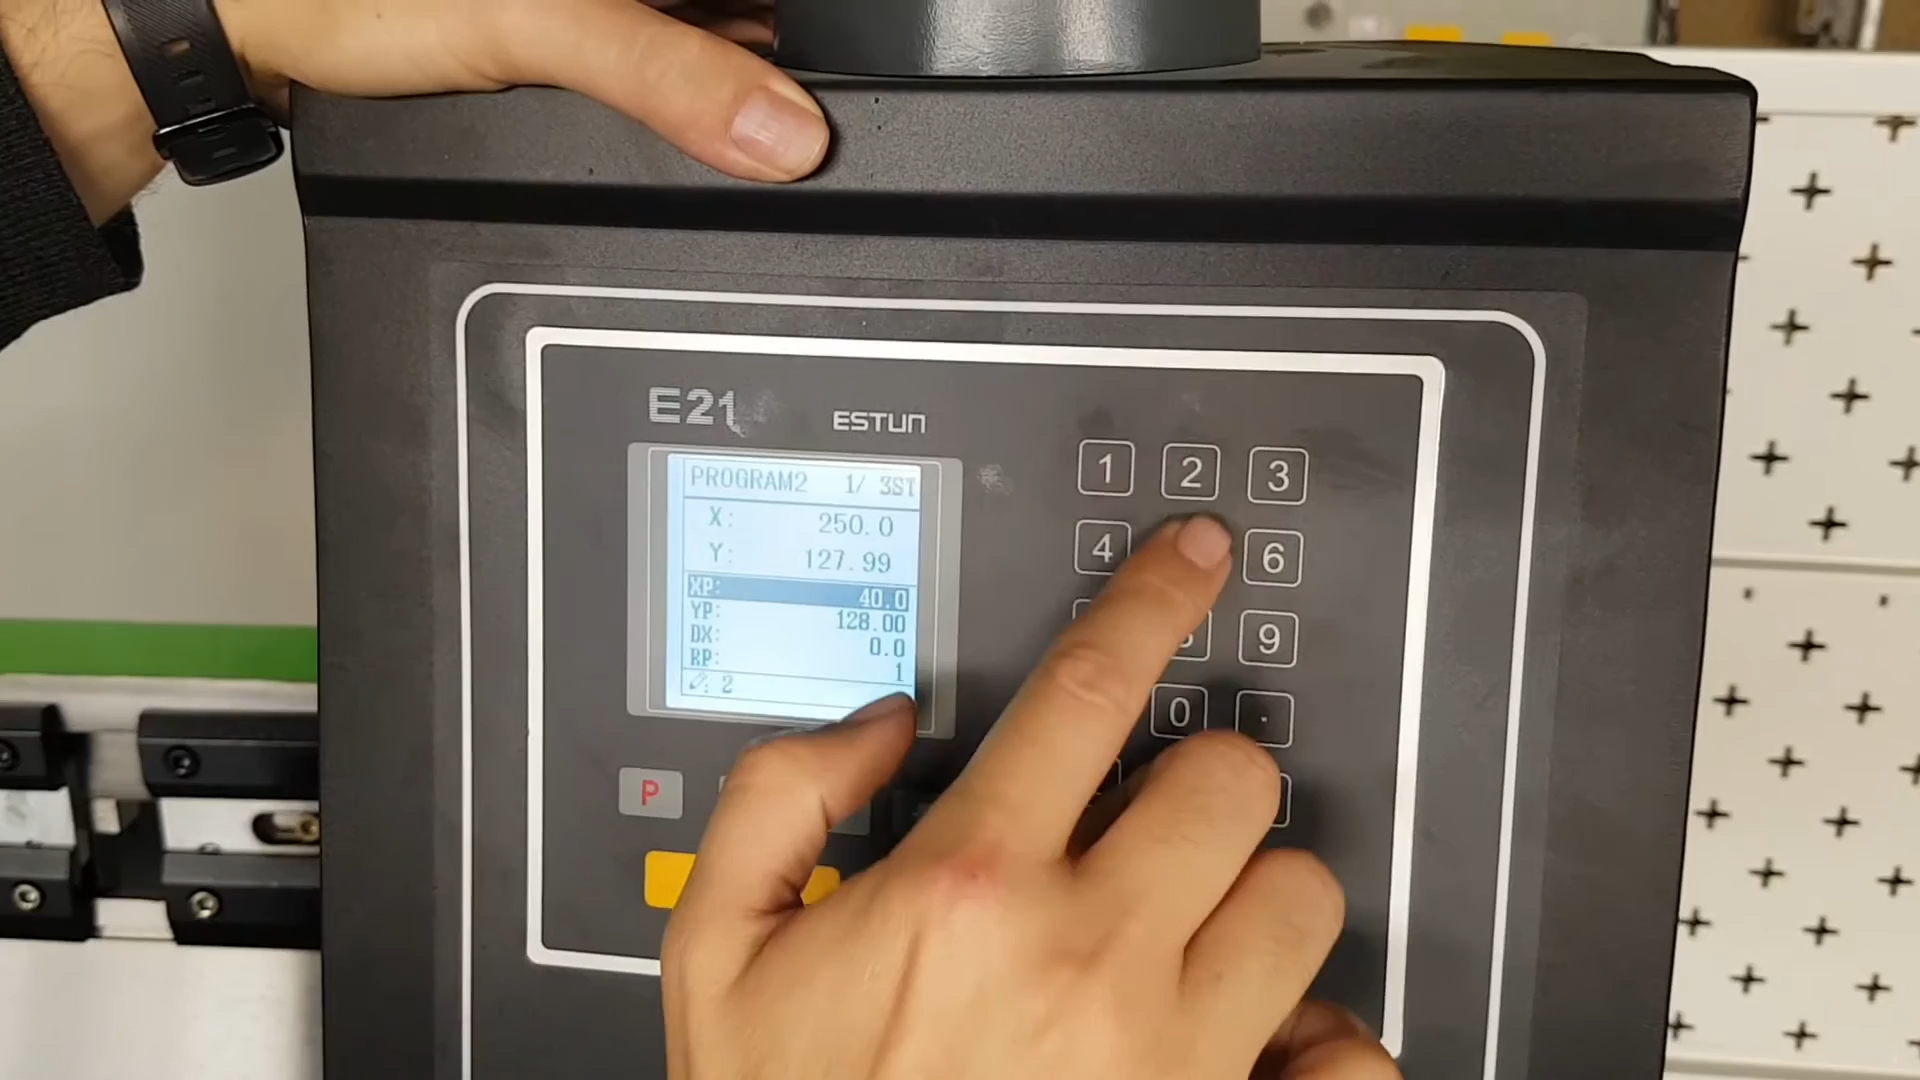 E21 ESTUN
PROGRAM2 1/ 3ST
X: 250.0
Y: 127.99
XP: 40.0
YP: 128.00
DX: 0.0
RP: 1
: 2
1 2 3
4 6
9
0 .
P